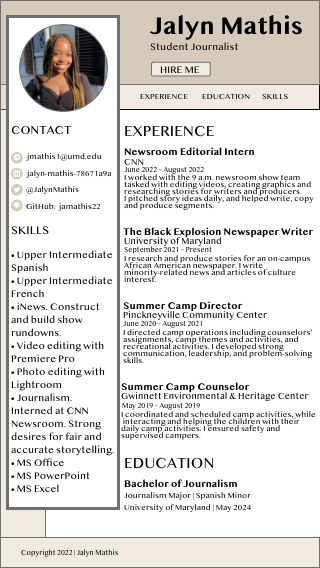 Jalyn Mathis
Student Journalist
HIRE ME
EXPERIENCE EDUCATION SKILLS
CONTACT
jmathis1@umd.edu
jalyn-mathis-78671a9a
@JalynMathis
GitHub: jamathis22
SKILLS
• Upper Intermediate
Spanish
• Upper Intermediate
French
• iNews. Construct
and build show
rundowns.
• Video editing with
Premiere Pro
• Photo editing with
Lightroom
• Journalism.
Interned at CNN
Newsroom. Strong
desires for fair and
accurate storytelling.
• MS Office
• MS PowerPoint
• MS Excel
EXPERIENCE
Newsroom Editorial Intern
CNN
June 2022 - August 2022
I worked with the 9 a.m. newsroom show team
tasked with editing videos, creating graphics and
researching stories for writers and producers.
I pitched story ideas daily, and helped write, copy
and produce segments.
The Black Explosion Newspaper Writer
University of Maryland
September 2021 - Present
I research and produce stories for an on-campus
African American newspaper. I write
minority-related news and articles of culture
interest.
Summer Camp Director
Pinckneyville Community Center
June 2020 - August 2021
I directed camp operations including counselors'
assignments, camp themes and activities, and
recreational activities. I developed strong
communication, leadership, and problem-solving
skills.
Summer Camp Counselor
Gwinnett Environmental & Heritage Center
May 2019 - August 2019
I coordinated and scheduled camp activities, while
interacting and helping the children with their
daily camp activities. I ensured safety and
supervised campers.
EDUCATION
Bachelor of Journalism
Journalism Major | Spanish Minor
University of Maryland | May 2024
Copyright 2022 | Jalyn Mathis